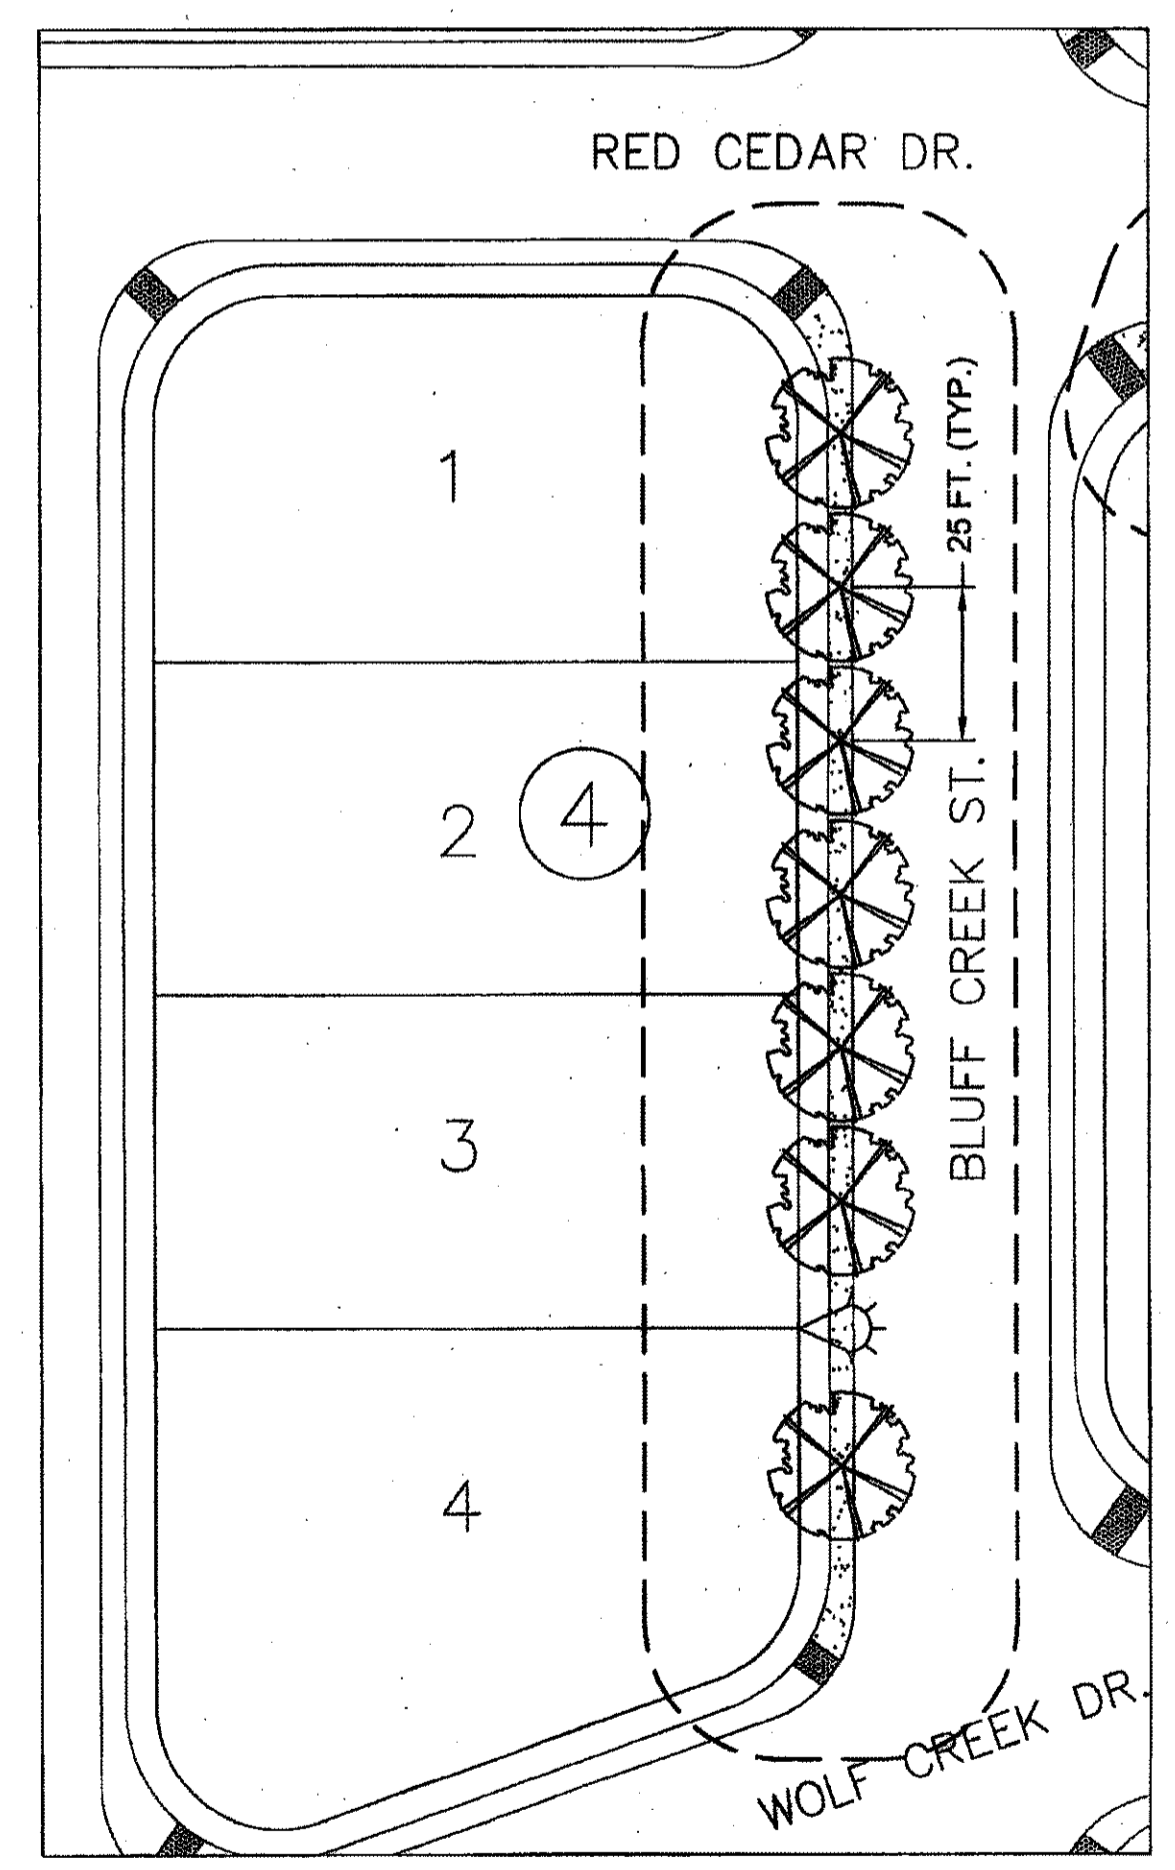 RED CEDAR DR.
1
25 FT. (TYP.)
2
4
BLUFF CREEK ST.
3
4
WOLF CREEK DR.